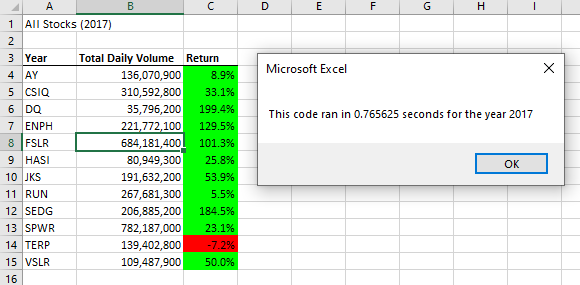 A B C D E F G H I
1 All Stocks (2017)
2
3 Year Total Daily Volume Return
4 AY 136,070,900 8.9%
5 CSIQ 310,592,800 33.1%
6 DQ 35,796,200 199.4%
7 ENPH 221,772,100 129.5%
8 FSLR 684,181,400 101.3%
9 HASI 80,949,300 25.8%
10 JKS 191,632,200 53.9%
11 RUN 267,681,300 5.5%
12 SEDG 206,885,200 184.5%
13 SPWR 782,187,000 23.1%
14 TERP 139,402,800 -7.2%
15 VSLR 109,487,900 50.0%
16
Microsoft Excel
This code ran in 0.765625 seconds for the year 2017
OK